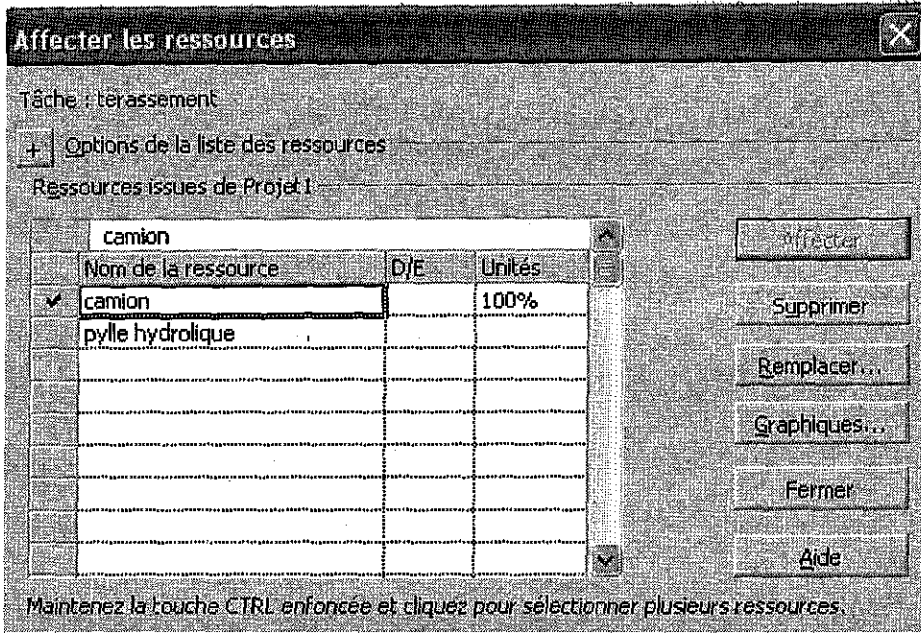 Affecter les ressources
Tâche : terassement
+ Options de la liste des ressources
Ressources issues de Projet1
camion
Affecter
Nom de la ressource D/E Unités
camion 100%
Supprimer
pylle hydrolique
Remplacer...
Graphiques...
Fermer
Aide
Maintenez la touche CTRL enfoncée et cliquez pour sélectionner plusieurs ressources.